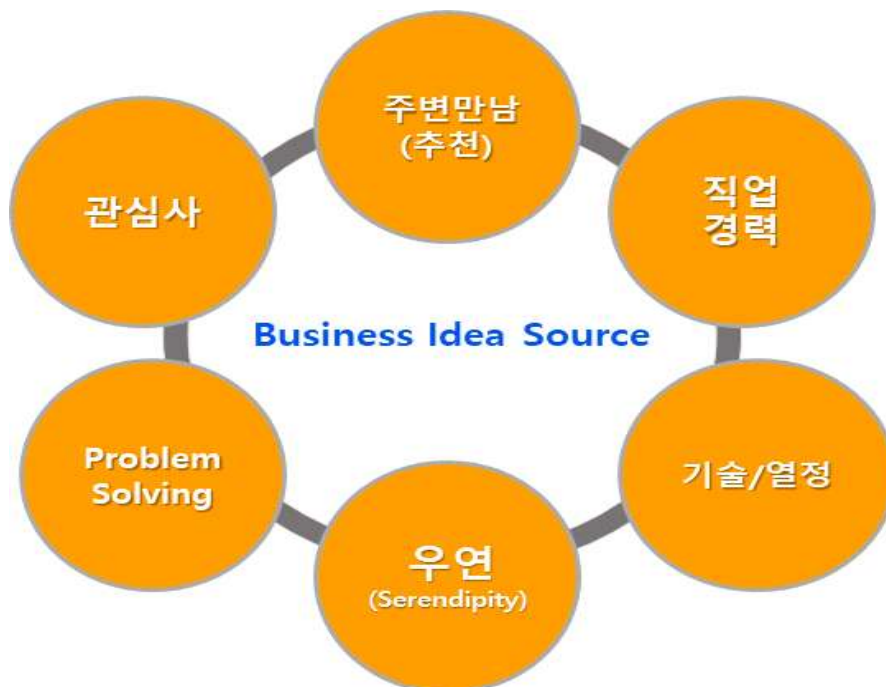 주변만남
(추천)
직업
경력
관심사
Business Idea Source
Problem
Solving
기술/열정
우연
(Serendipity)